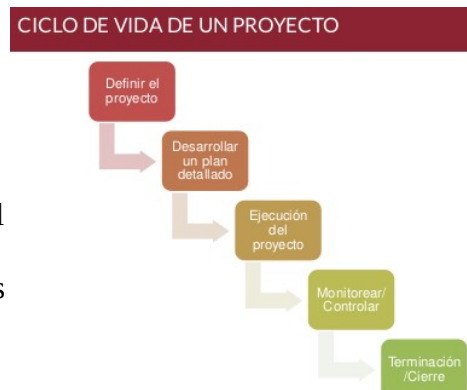 CICLO DE VIDA DE UN PROYECTO
Definir el
proyecto
Desarrollar
un plan
detallado
Ejecución
del
proyecto
Monitorear/
Controlar
Terminación
/Cierre